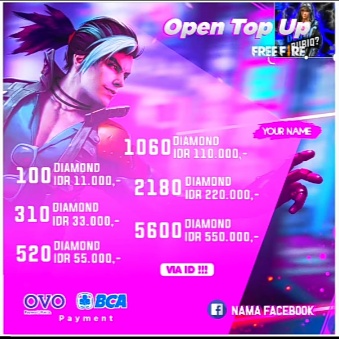 Open Top Up
FREE FIRE
YOUR NAME
1060 DIAMOND
IDR 110.000,-
100 DIAMOND
IDR 11.000,-
2180 DIAMOND
IDR 220.000,-
310 DIAMOND
IDR 33.000,-
5600 DIAMOND
IDR 550.000,-
520 DIAMOND
IDR 55.000,-
VIA ID !!!
OVO
BCA
Payment
NAMA FACEBOOK